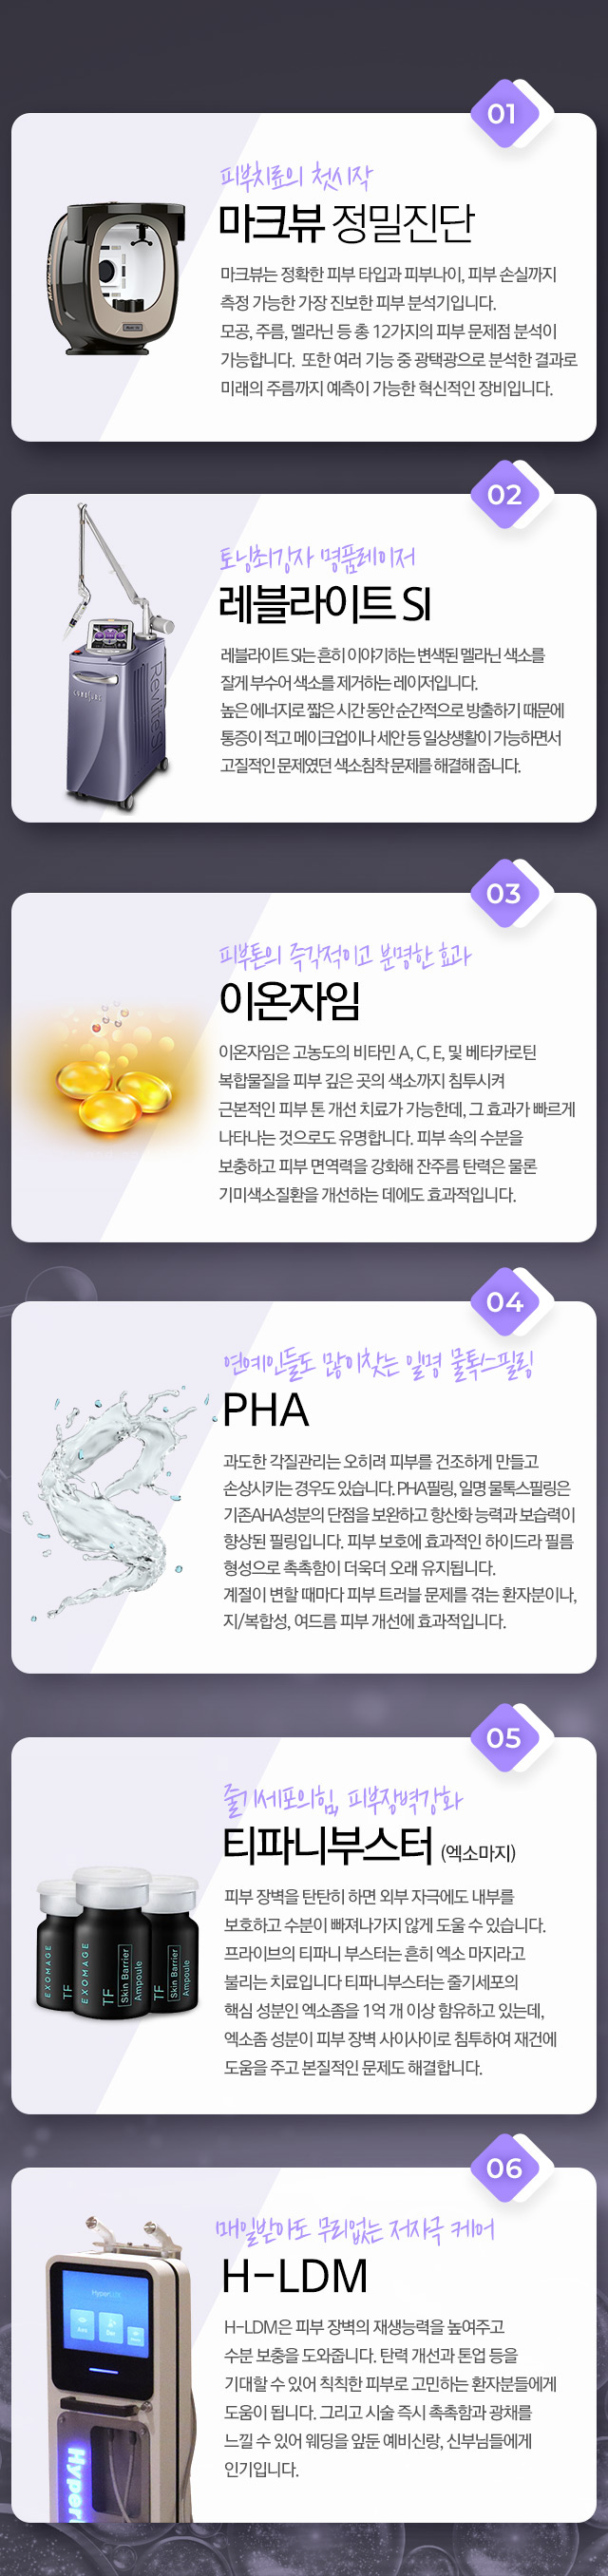 01
피부치료의 첫시작
마크뷰 정밀진단
마크뷰는 정확한 피부 타입과 피부나이, 피부 손실까지
측정 가능한 가장 진보한 피부 분석기입니다.
모공, 주름, 멜라닌 등 총 12가지의 피부 문제점 분석이
가능합니다. 또한 여러 기능 중 광택광으로 분석한 결과로
미래의 주름까지 예측이 가능한 혁신적인 장비입니다.
02
토닝최강자 명품레이저
레블라이트 SI
레블라이트 SI는 흔히 이야기하는 변색된 멜라닌 색소를
잘게 부수어 색소를 제거하는 레이저입니다.
높은 에너지로 짧은 시간 동안 순간적으로 방출하기 때문에
통증이 적고 메이크업이나 세안 등 일상생활이 가능하면서
고질적인 문제였던 색소침착 문제를 해결해 줍니다.
RevliteSI
CYNOSURE
03
피부톤의 즉각적이고 분명한 효과
이온자임
이온자임은 고농도의 비타민 A, C, E, 및 베타카로틴
복합물질을 피부 깊은 곳의 색소까지 침투시켜
근본적인 피부 톤 개선 치료가 가능한데, 그 효과가 빠르게
나타나는 것으로도 유명합니다. 피부 속의 수분을
보충하고 피부 면역력을 강화해 잔주름 탄력은 물론
기미색소질환을 개선하는 데에도 효과적입니다.
04
연예인들도 많이찾는 일명 물톡스필링
PHA
과도한 각질관리는 오히려 피부를 건조하게 만들고
손상시키는 경우도 있습니다. PHA필링, 일명 물톡스필링은
기존AHA성분의 단점을 보완하고 항산화 능력과 보습력이
향상된 필링입니다. 피부 보호에 효과적인 하이드라 필름
형성으로 촉촉함이 더욱더 오래 유지됩니다.
계절이 변할 때마다 피부 트러블 문제를 겪는 환자분이나,
지/복합성, 여드름 피부 개선에 효과적입니다.
05
줄기세포의힘, 피부장벽강화
티파니부스터 (엑소마지)
피부 장벽을 탄탄히 하면 외부 자극에도 내부를
보호하고 수분이 빠져나가지 않게 도울 수 있습니다.
프라이브의 티파니 부스터는 흔히 엑소 마지라고
불리는 치료입니다 티파니부스터는 줄기세포의
핵심 성분인 엑소좀을 1억 개 이상 함유하고 있는데,
엑소좀 성분이 피부 장벽 사이사이로 침투하여 재건에
도움을 주고 본질적인 문제도 해결합니다.
EXOMAGE
TF
EXOMAGE
TF
Skin Barrier
Ampoule
TF
Skin Barrier
Ampoule
06
매일받아도 무리없는 저자극 케어
H-LDM
H-LDM은 피부 장벽의 재생능력을 높여주고
수분 보충을 도와줍니다. 탄력 개선과 톤업 등을
기대할 수 있어 칙칙한 피부로 고민하는 환자분들에게
도움이 됩니다. 그리고 시술 즉시 촉촉함과 광채를
느낄 수 있어 웨딩을 앞둔 예비신랑, 신부님들에게
인기입니다.